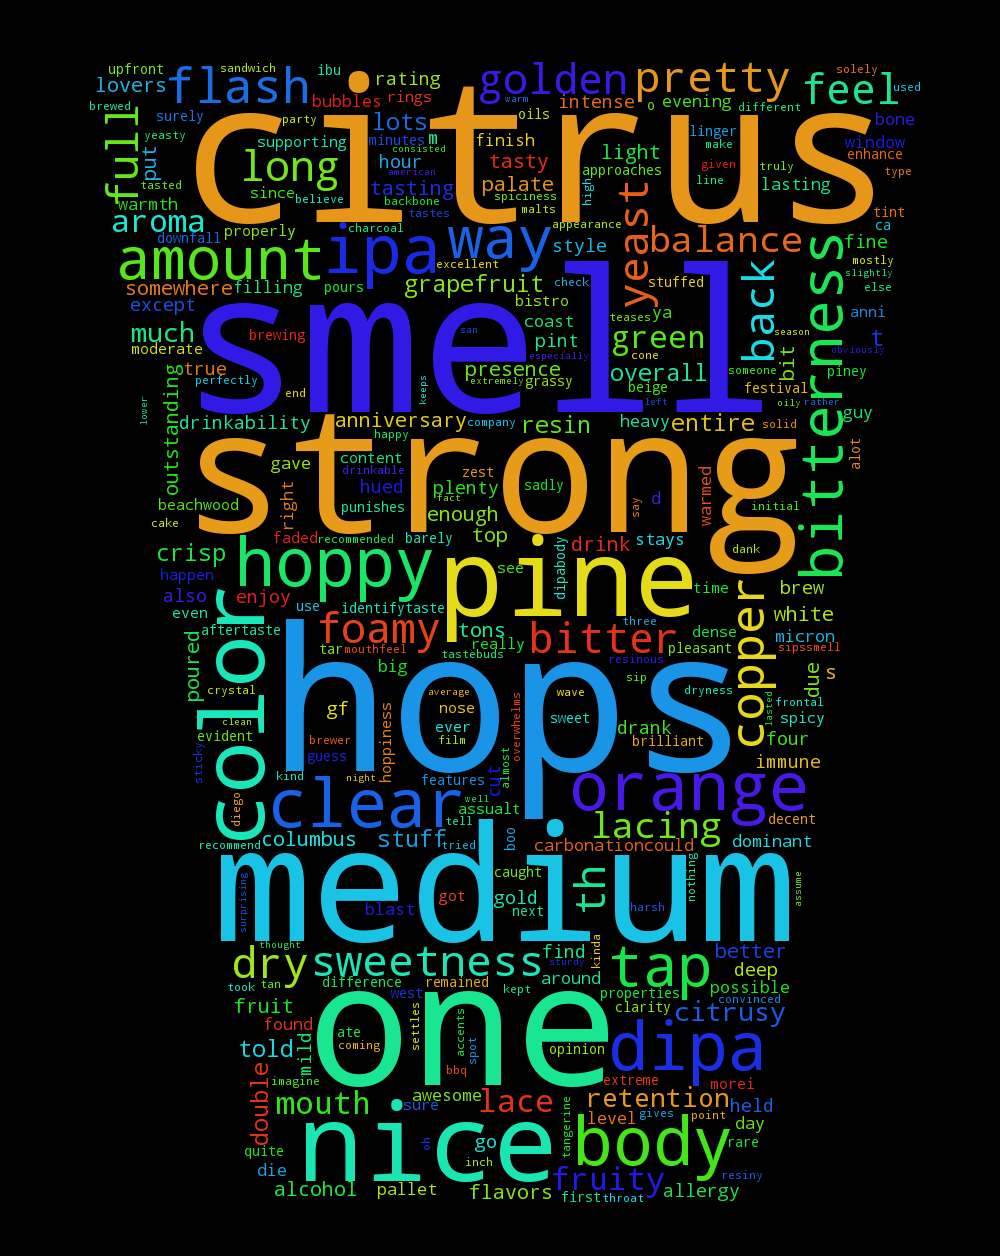 upfront
sandwich
ibu
solely
lovers
flash
rating
golden
pretty
feel
used
brewed
bubbles
rings
warm
intense
o
evening
different
surely
party
lots
m
oils
linger
bone
full
yeasty
put
supporting
minutes
consisted
finish
make
window
long
hour
american
tasty
light
given
truly
enhance
citrus
tasted
since
believe
tasting
backbone
palate
spiciness
approaches
line
lasting
type
warmth
tastes
malts
high
tint
aroma
downfall
properly
charcoal
appearance
yeast
balance
ca
amount
ipa
way
style
fine
excellent
mostly
somewhere
filling
pours
grapefruit
check
stuffed
back
bitterness
slightly
else
except
bistro
anni
much
brewing
san
coast
teases
ya
season
t
moderate
pint
green
bit
obviously
especially
cone
true
presence
overall
someone
piney
perfectly
extremely
grassy
beige
festival
smell
end
keeps
left
oily
rather
lower
outstanding
drinkability
anniversary
company
resin
heavy
entire
solid
guy
happy
alot
gave
content
strong
drinkable
zest
warmed
right
hued
plenty
sadly
d
beachwood
punishes
fact
say
initial
cake
enough
faded
recommended
barely
top
drink
stays
crisp
hoppy
pine
dank
happen
see
dipabody
time
brew
also
enjoy
use
identifytaste
copper
white
even
color
aftertaste
foamy
tons
three
bitter
dense
micron
tar
mouthfeel
really
pleasant
sipssmell
tastebuds
resinous
poured
big
sip
due
s
crystal
hops
average
wave
dryness
lasted
frontal
clean
gf
nose
sweet
spicy
evident
hoppiness
ever
overwhelms
drank
four
brewer
film
brilliant
sticky
guess
immune
kind
night
features
cut
almost
orange
diego
clear
well
assualt
decent
tell
lacing
recommend
columbus
stuff
tried
boo
carbonationcould
dominant
medium
caught
th
nothing
assume
surprising
blast
got
gold
next
harsh
thought
dry
sweetness
find
kinda
tap
better
sturdy
deep
took
tan
difference
remained
around
possible
west
kept
properties
convinced
fruit
one
clarity
citrusy
found
ate
settles
accents
told
mild
coming
spot
opinion
dipa
double
bbq
imagine
extreme
morei
awesome
retention
mouth
sure
lace
level
gives
point
held
nice
tangerine
body
day
quite
oh
go
rare
die
inch
fruity
resiny
alcohol
pallet
flavors
first
throat
allergy